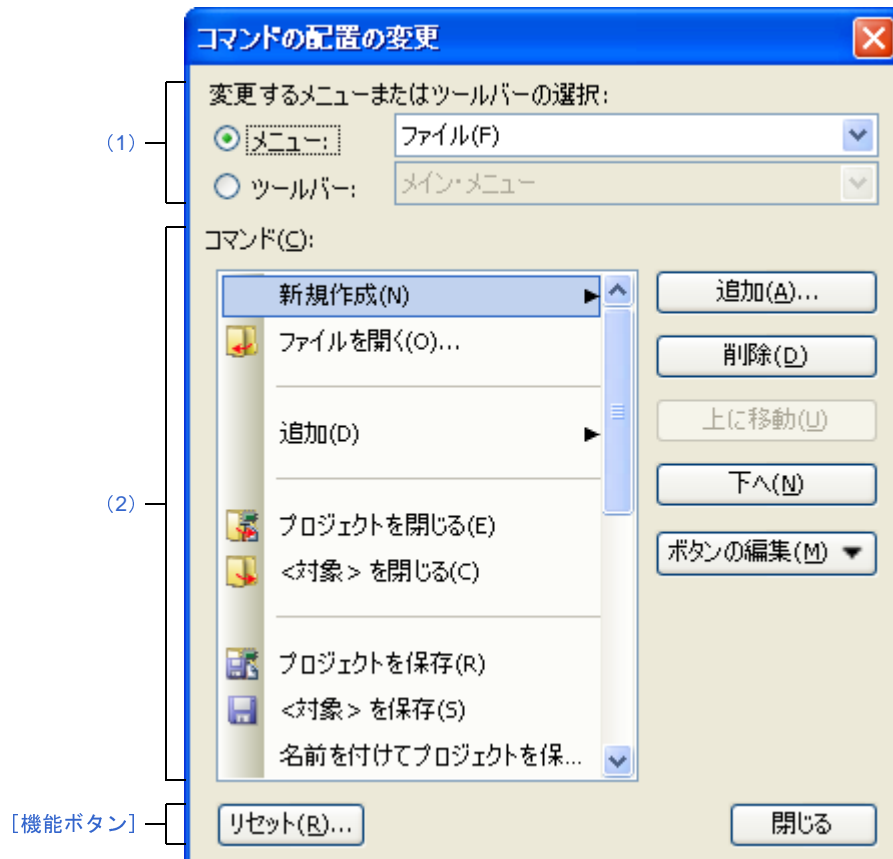 コマンドの配置の変更
変更するメニューまたはツールバーの選択:
(1)
メニュー:
ファイル(F)
ツールバー:
メイン・メニュー
コマンド(C):
(2)
新規作成(N)
ファイルを開く(O)...
追加(D)
プロジェクトを閉じる(E)
<対象> を閉じる(C)
プロジェクトを保存(R)
<対象> を保存(S)
名前を付けてプロジェクトを保...
追加(A)...
削除(D)
上に移動(U)
下へ(N)
ボタンの編集(M)
[機能ボタン]
リセット(R)...
閉じる